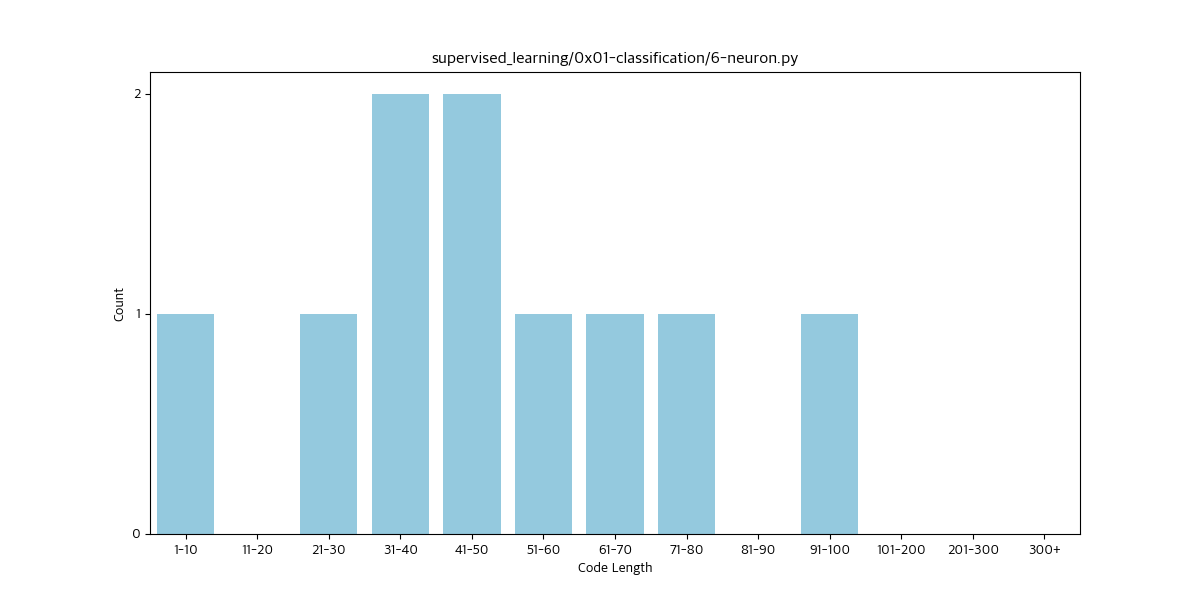 supervised_learning/0x01-classification/6-neuron.py
Count
2
1
0
1-10 11-20 21-30 31-40 41-50 51-60 61-70 71-80 81-90 91-100 101-200 201-300 300+
Code Length